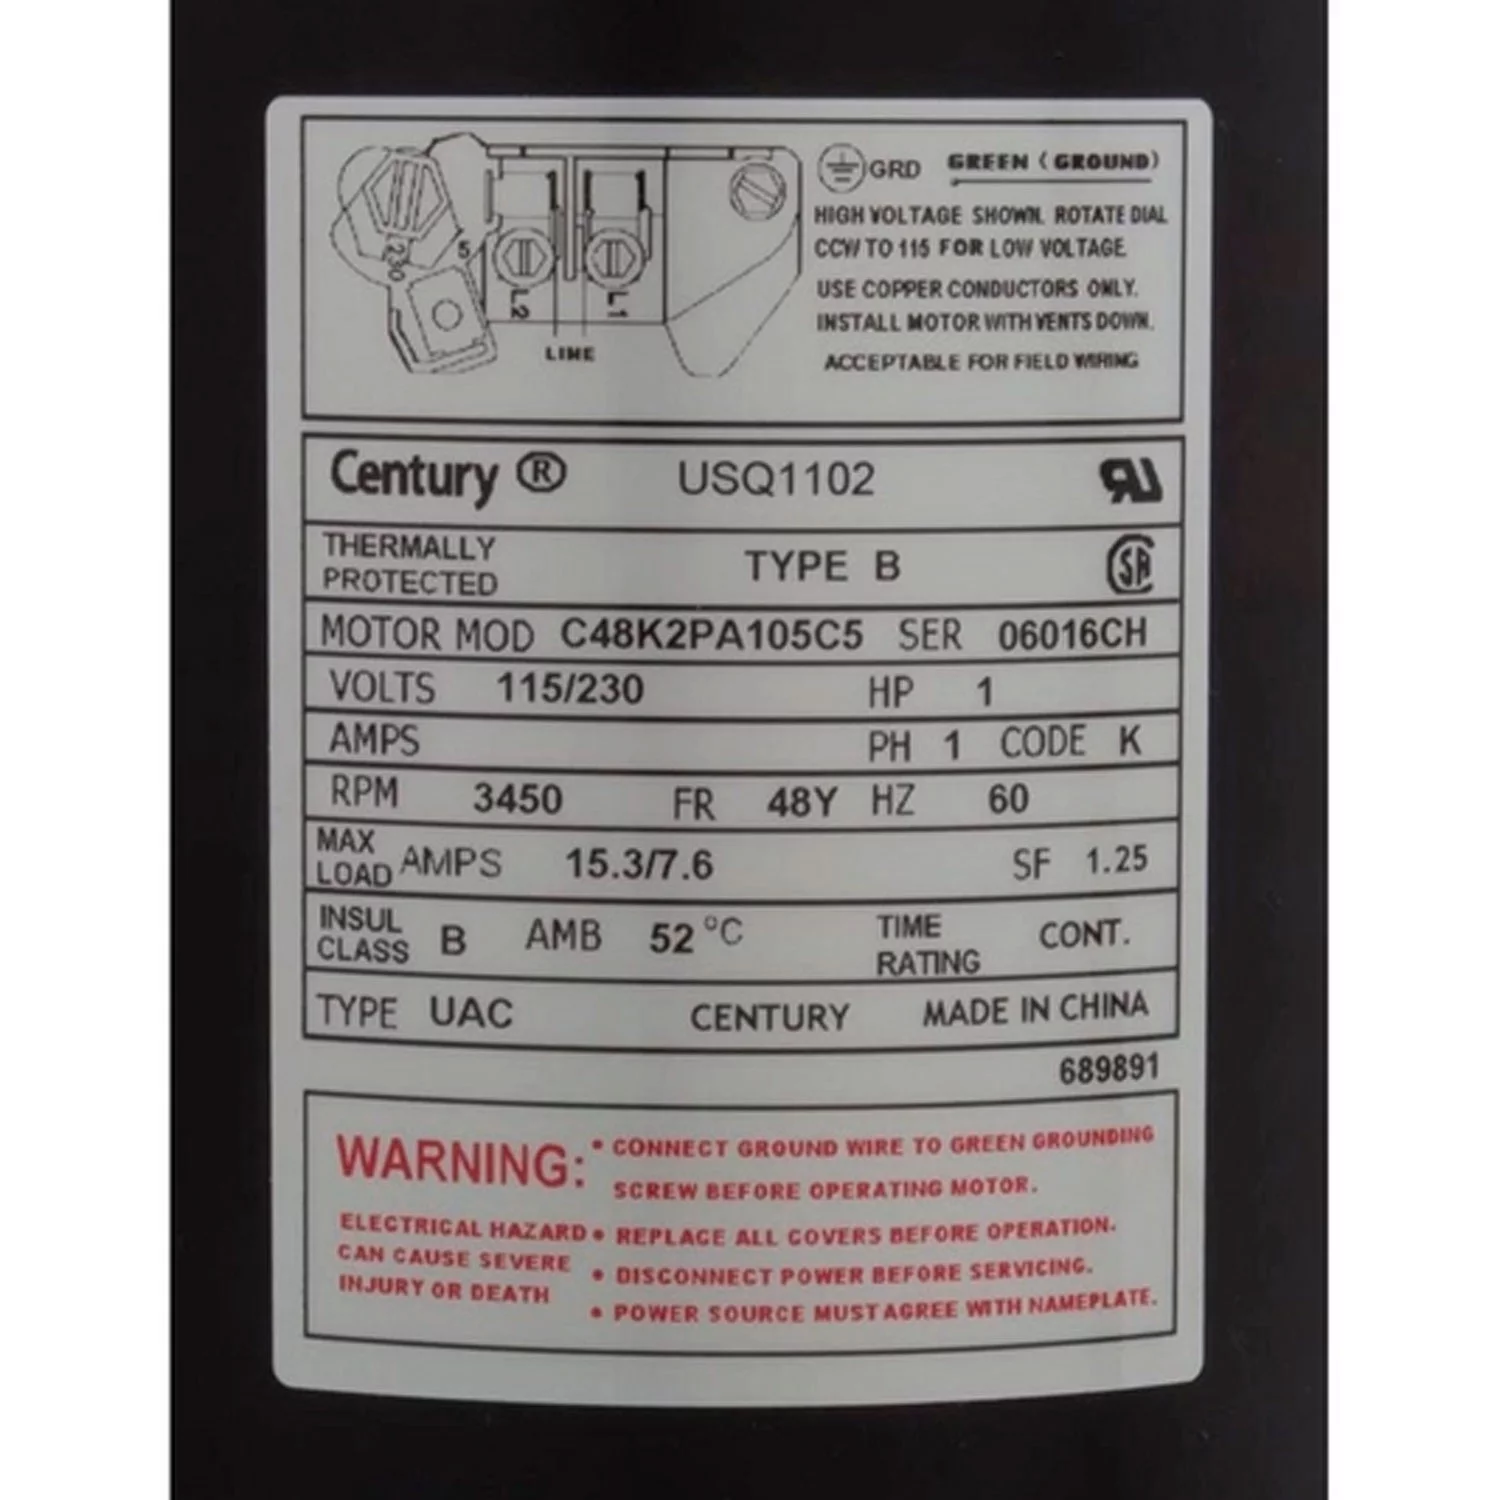 GRD GREEN (GROUND)
HIGH VOLTAGE SHOWN. ROTATE DIAL
CCW TO 115 FOR LOW VOLTAGE.
USE COPPER CONDUCTORS ONLY.
INSTALL MOTOR WITH VENTS DOWN.
ACCEPTABLE FOR FIELD WIRING
230
5
L2
L1
LINE
Century ® USQ1102
THERMALLY
PROTECTED
TYPE B
MOTOR MOD C48K2PA105C5 SER 06016CH
VOLTS 115/230 HP 1
AMPS PH 1 CODE K
RPM 3450 FR 48Y HZ 60
MAX
LOAD AMPS 15.3/7.6 SF 1.25
INSUL
CLASS B AMB 52 °C
TIME
RATING CONT.
TYPE UAC CENTURY MADE IN CHINA
689891
WARNING:
ELECTRICAL HAZARD
CAN CAUSE SEVERE
INJURY OR DEATH
• CONNECT GROUND WIRE TO GREEN GROUNDING
SCREW BEFORE OPERATING MOTOR.
• REPLACE ALL COVERS BEFORE OPERATION.
• DISCONNECT POWER BEFORE SERVICING.
• POWER SOURCE MUST AGREE WITH NAMEPLATE.